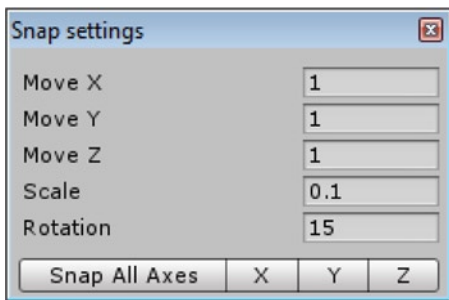 Snap settings
Move X 1
Move Y 1
Move Z 1
Scale 0.1
Rotation 15
Snap All Axes X Y Z